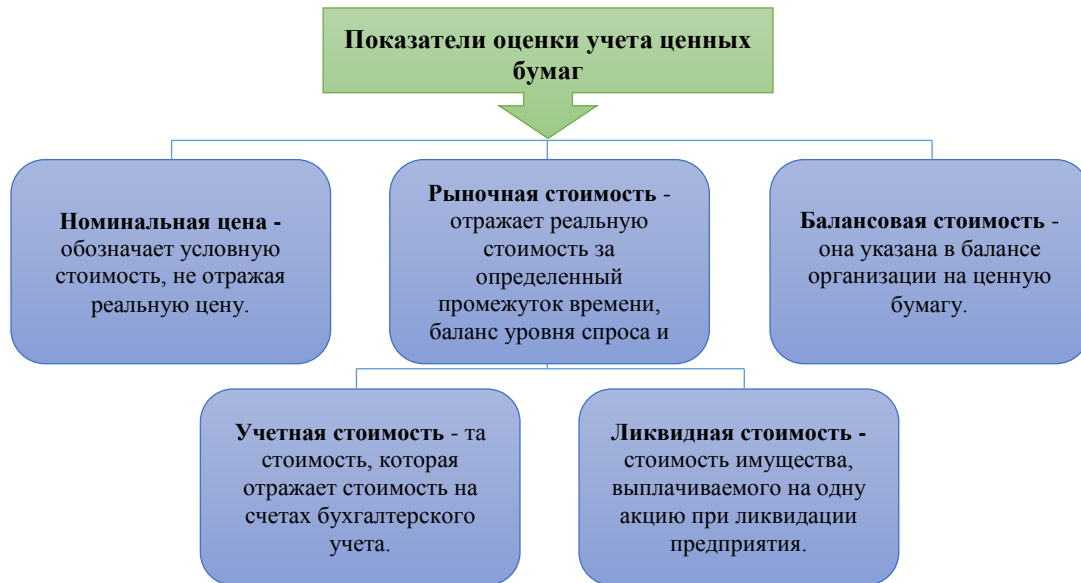 Показатели оценки учета ценных
бумаг
Номинальная цена -
обозначает условную
стоимость, не отражая
реальную цену.
Рыночная стоимость -
отражает реальную
стоимость за
определенный
промежуток времени,
баланс уровня спроса и
Балансовая стоимость -
она указана в балансе
организации на ценную
бумагу.
Учетная стоимость - та
стоимость, которая
отражает стоимость на
счетах бухгалтерского
учета.
Ликвидная стоимость -
стоимость имущества,
выплачиваемого на одну
акцию при ликвидации
предприятия.